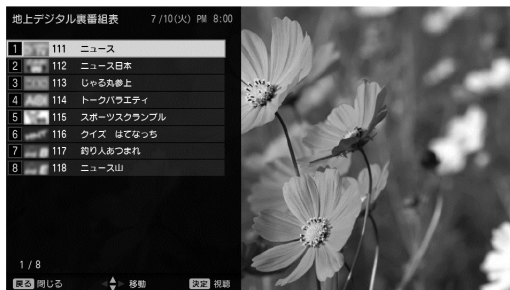 地上デジタル裏番組表 7/10(火) PM 8:00
1 111 ニュース
2 112 ニュース日本
3 113 じゃる丸参上
4 114 トークバラエティ
5 115 スポーツスクランブル
6 116 クイズ はてなっち
7 117 釣り人あつまれ
8 118 ニュース山
1/8
戻る 閉じる 移動 決定 視聴